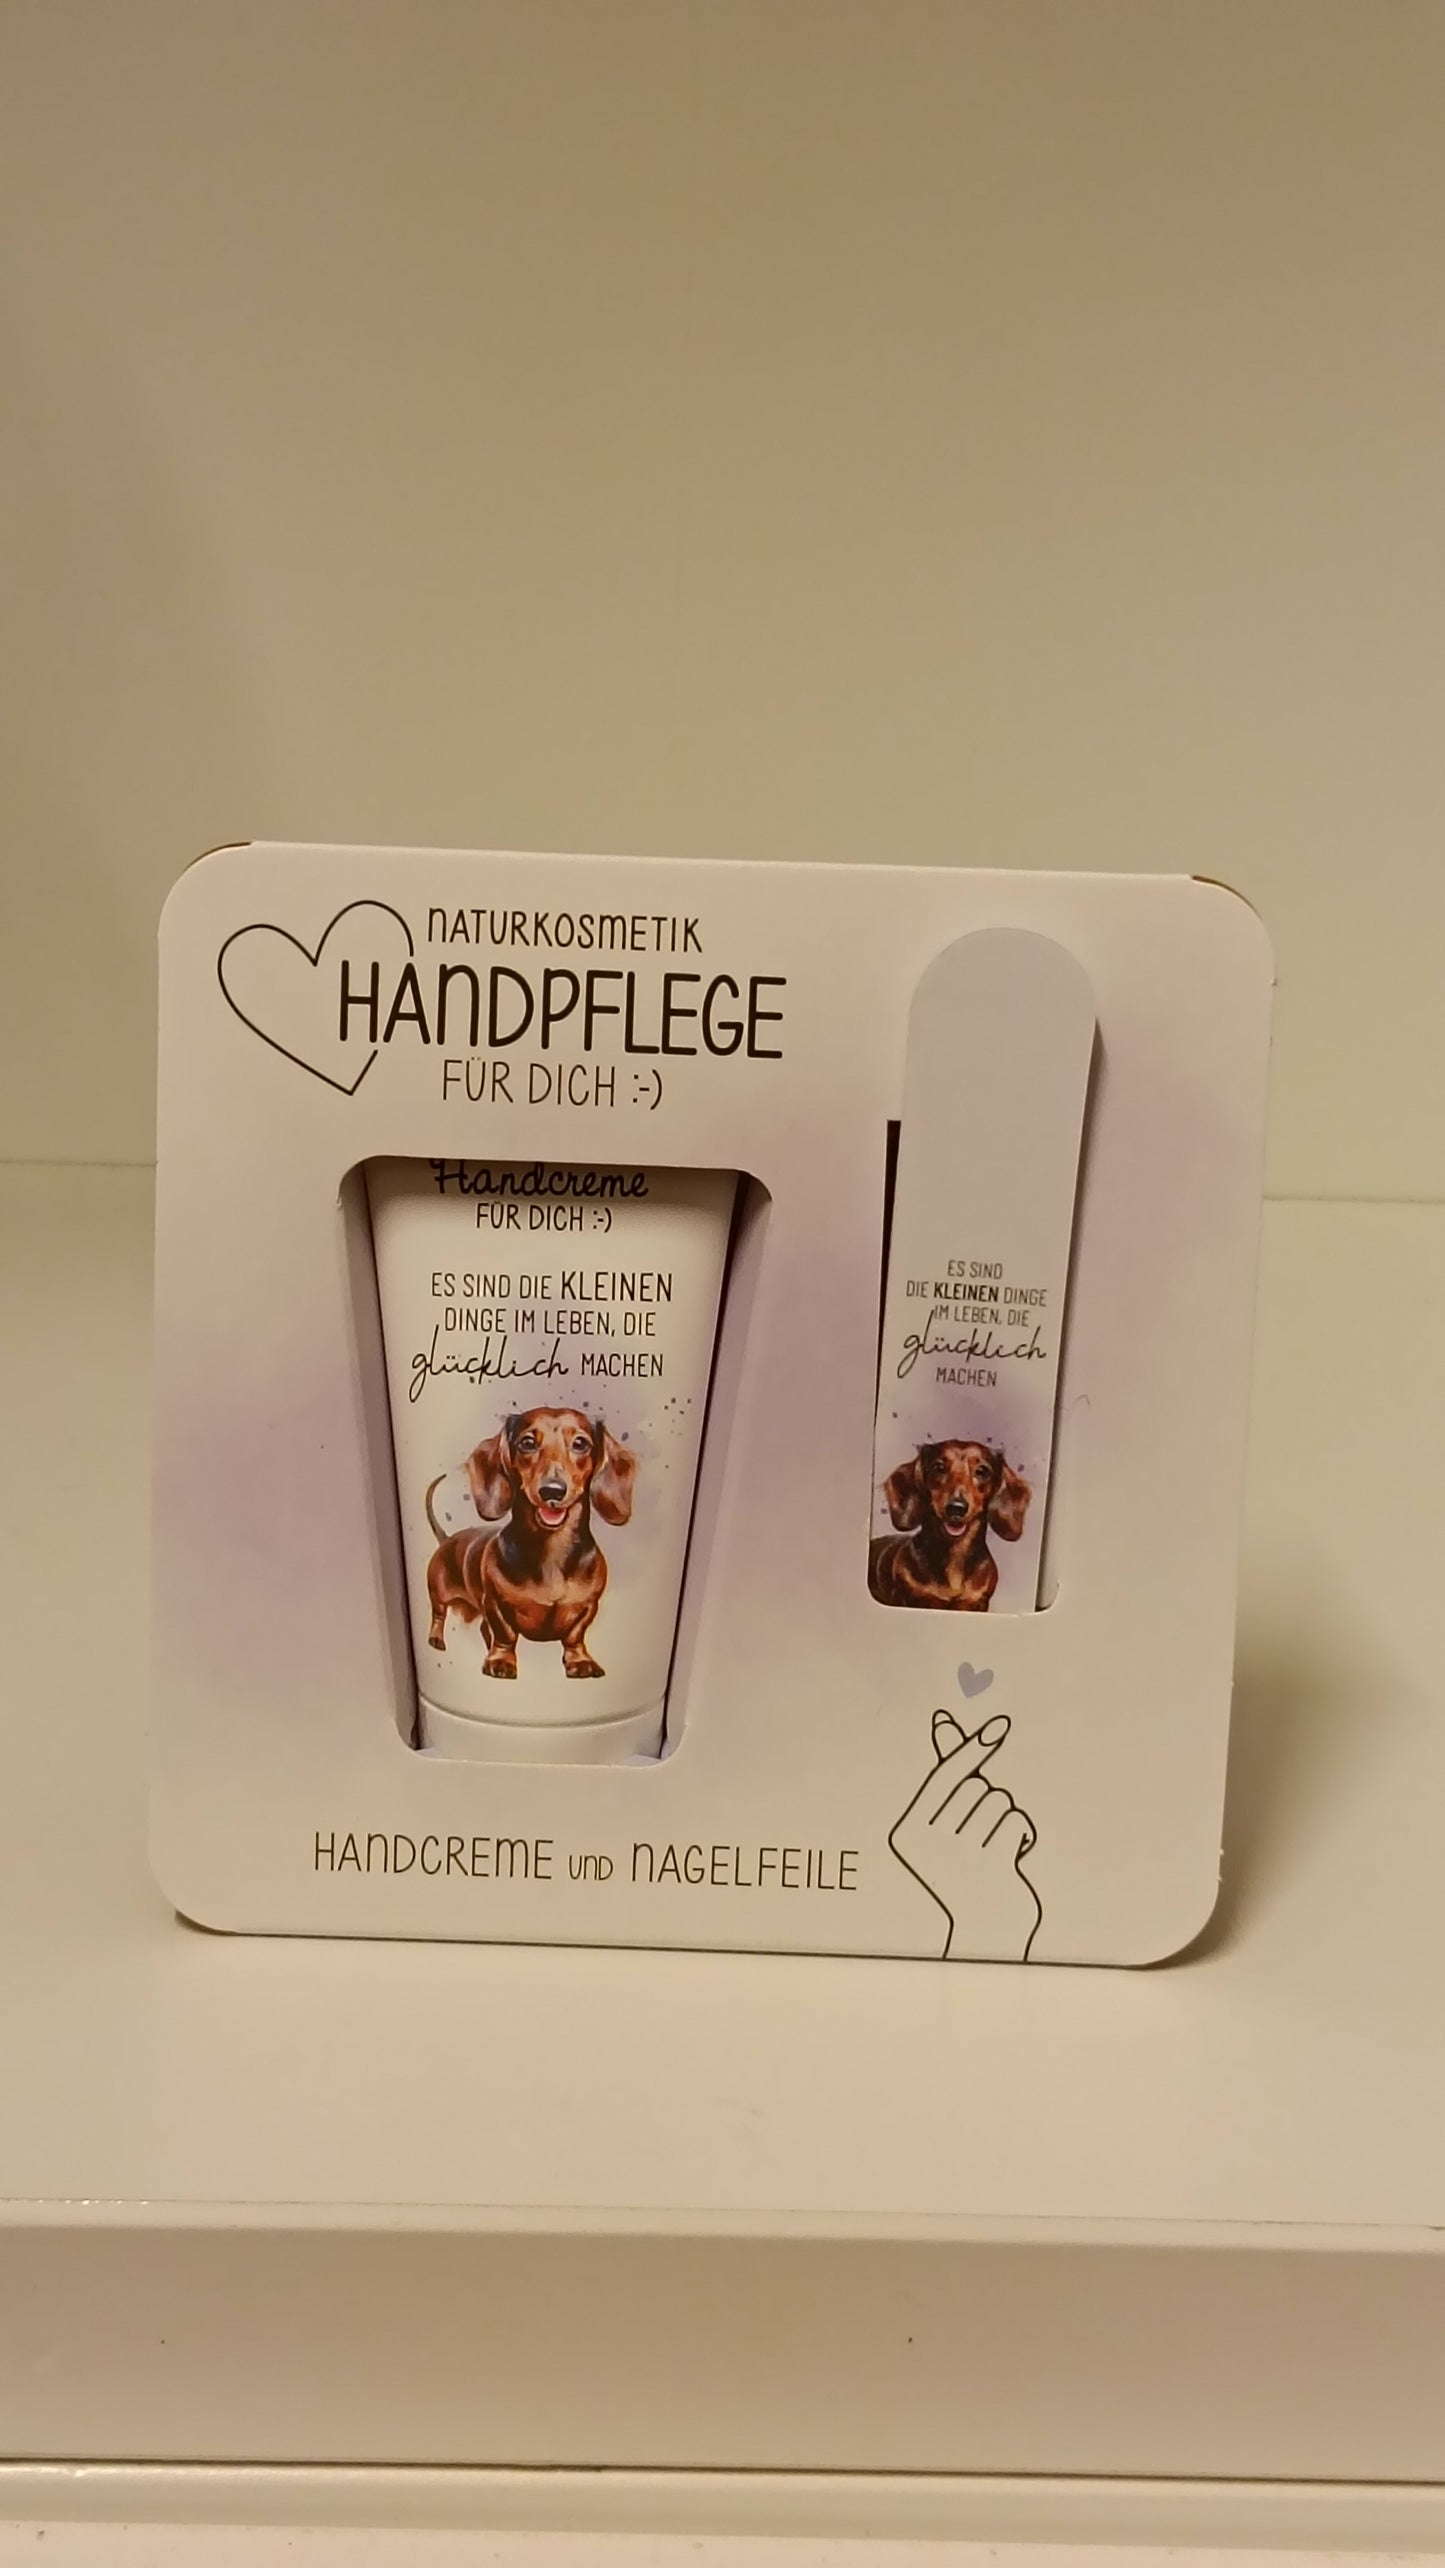 NATURKOSMETIK
HANDPFLEGE
FÜR DICH :-)
Handcreme
FÜR DICH :-)
ES SIND DIE KLEINEN
DINGE IM LEBEN, DIE
glücklich MACHEN
ES SIND
DIE KLEINEN DINGE
IM LEBEN, DIE
glücklich
MACHEN
HANDCREME UND NAGELFEILE